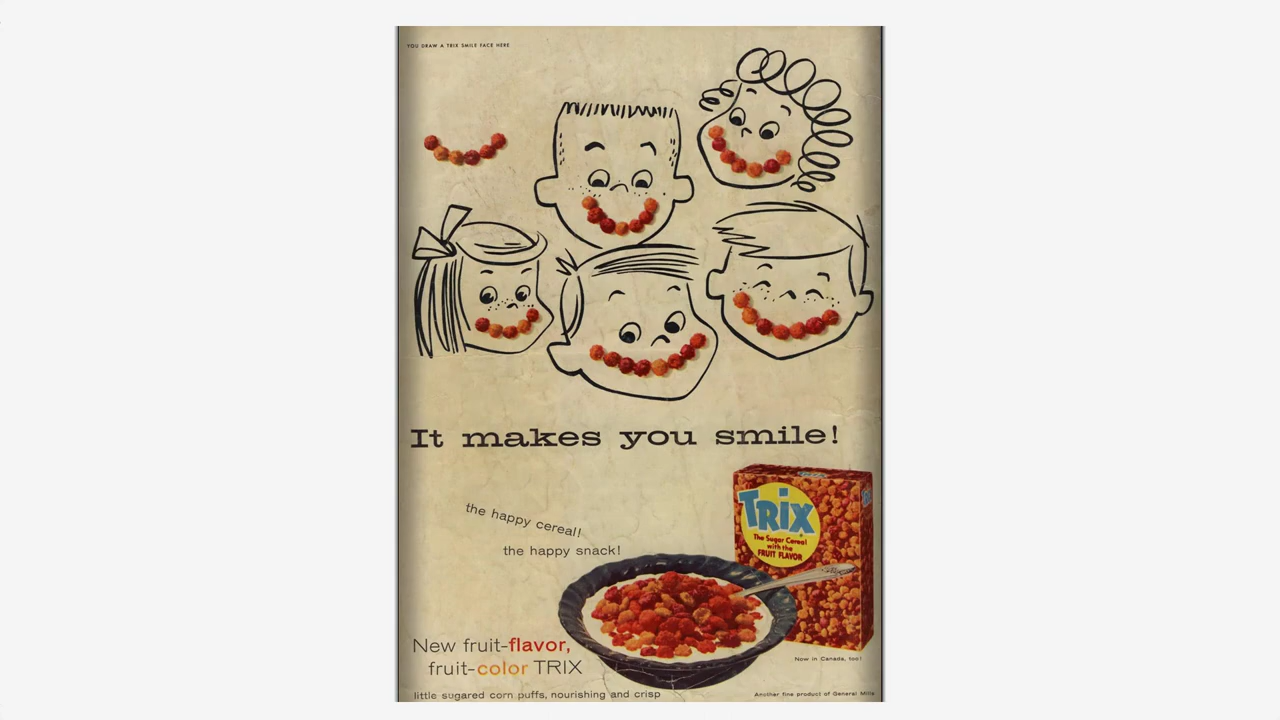 YOU DRAW A TRIX SMILE FACE HERE
It makes you smile!
the happy cereal!
the happy snack!
TRIX
The Sugar Cereal
with the
FRUIT FLAVOR
New fruit-flavor,
fruit-color TRIX
Now in Canada, too!
little sugared corn puffs, nourishing and crisp
Another fine product of General Mills